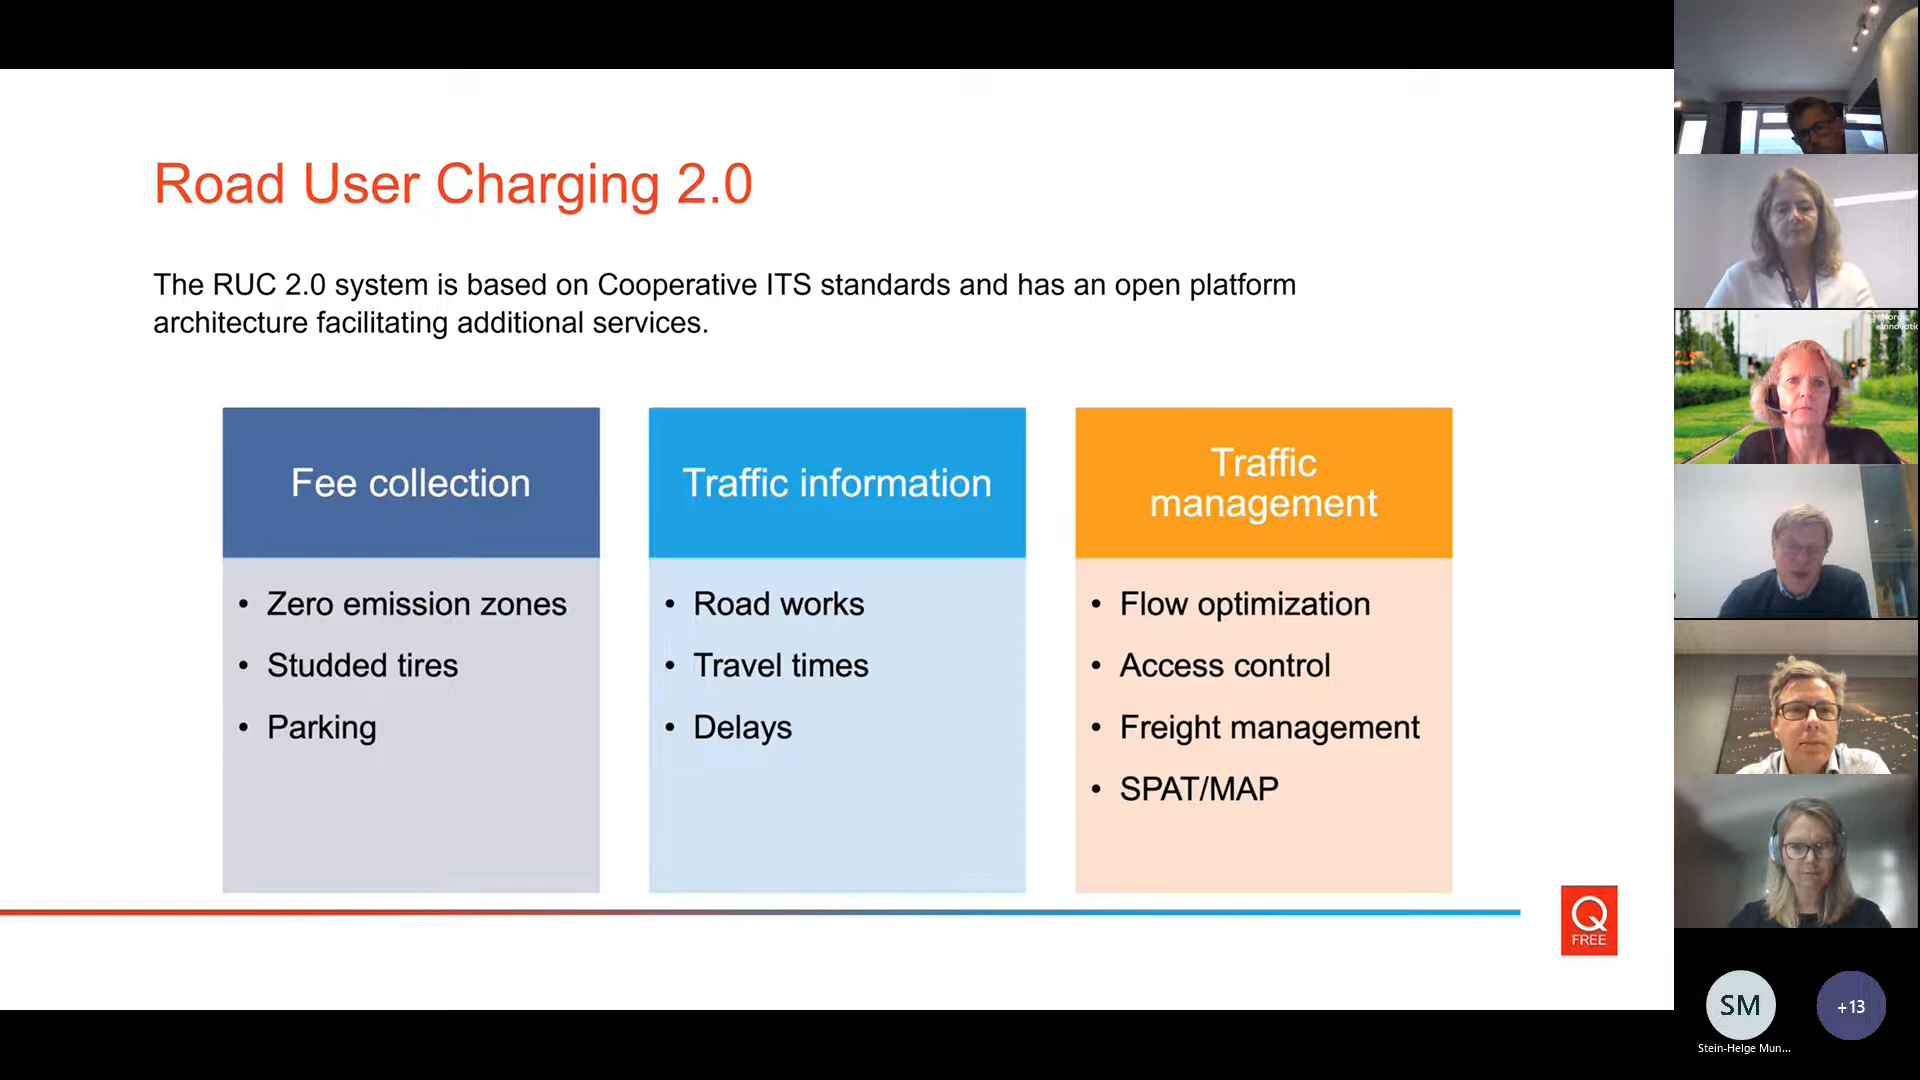 Road User Charging 2.0
The RUC 2.0 system is based on Cooperative ITS standards and has an open platform
architecture facilitating additional services.
Fee collection
• Zero emission zones
• Studded tires
• Parking
Traffic information
• Road works
• Travel times
• Delays
Traffic
management
• Flow optimization
• Access control
• Freight management
• SPAT/MAP
Q
FREE
Nordic
SM
+13
Stein-Helge Mun...